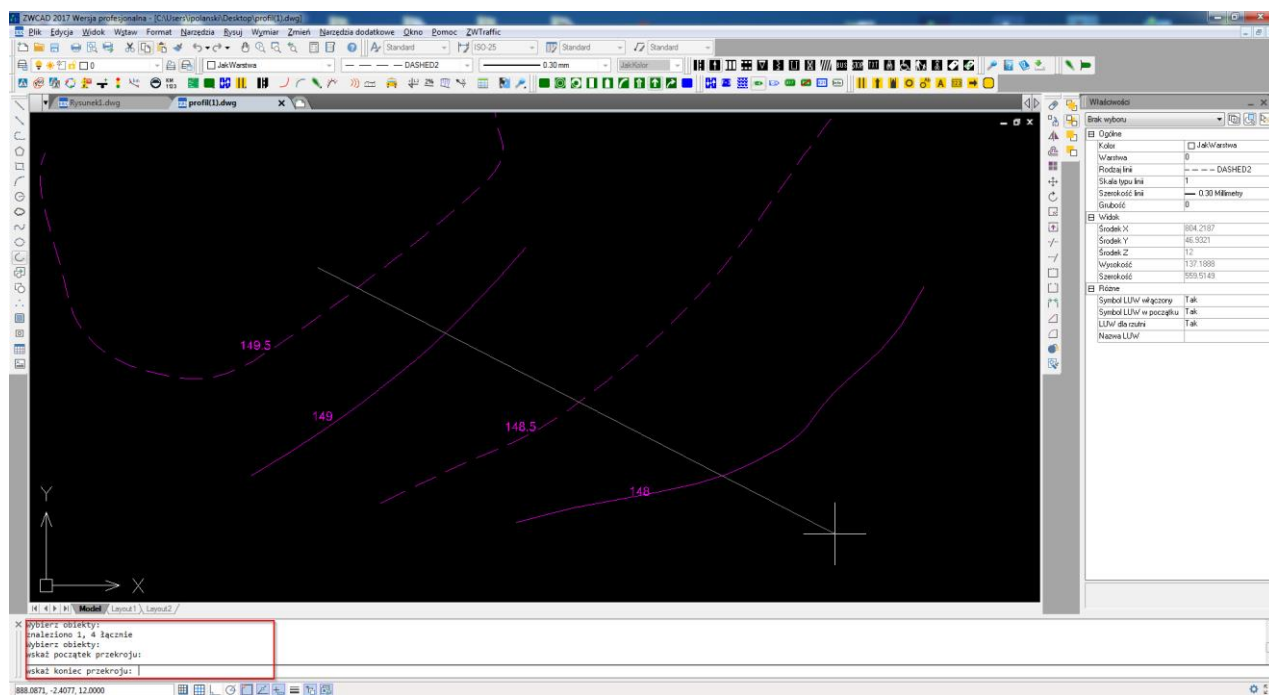 ZWCAD 2017 Wersja profesjonalna - [C:\Users\ipolanski\Desktop\profil(1).dwg]
Plik Edycja Widok Wstaw Format Narzędzia Rysuj Wymiar Zmień Narzędzia dodatkowe Okno Pomoc ZWTraffic
Standard ISO-25 Standard Standard
0 JakWarstwa DASHED2 0.30 mm JakKolor
Rysunek1.dwg profil(1).dwg
149.5
149
148.5
148
Y
X
Właściwości
Brak wyboru
Ogólne
Kolor JakWarstwa
Warstwa 0
Rodzaj linii DASHED2
Skala typu linii 1
Szerokość linii 0.30 Milimetry
Grubość 0
Widok
Środek X 804.2187
Środek Y 46.9321
Środek Z 12
Wysokość 137.1888
Szerokość 559.5149
Różne
Symbol LUW włączony Tak
Symbol LUW w początku Tak
LUW dla rzutni Tak
Nazwa LUW
Model Layout1 Layout2
Wybierz obiekty:
znaleziono 1, 4 łącznie
Wybierz obiekty:
wskaż początek przekroju:
wskaż koniec przekroju:
888.0871, -2.4077, 12.0000